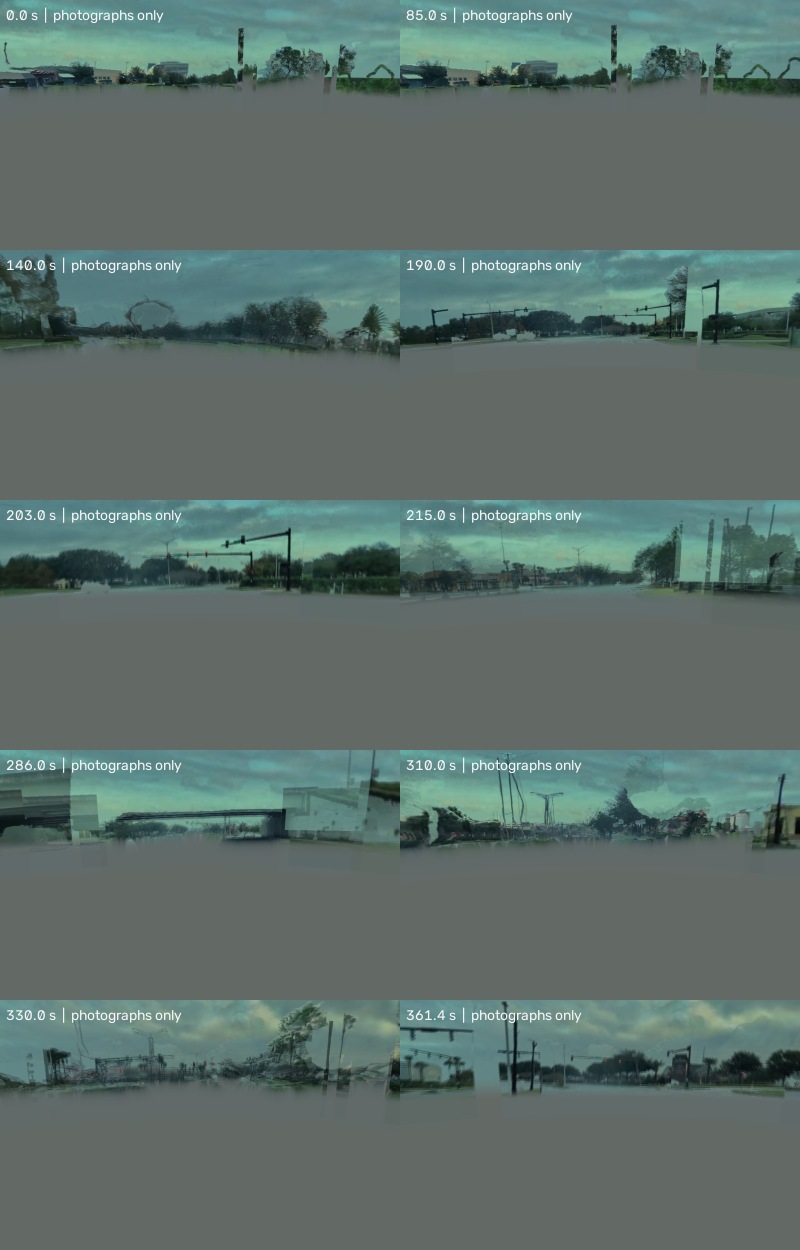 0.0 s | photographs only
85.0 s | photographs only
140.0 s | photographs only
190.0 s | photographs only
203.0 s | photographs only
215.0 s | photographs only
286.0 s | photographs only
310.0 s | photographs only
330.0 s | photographs only
361.4 s | photographs only